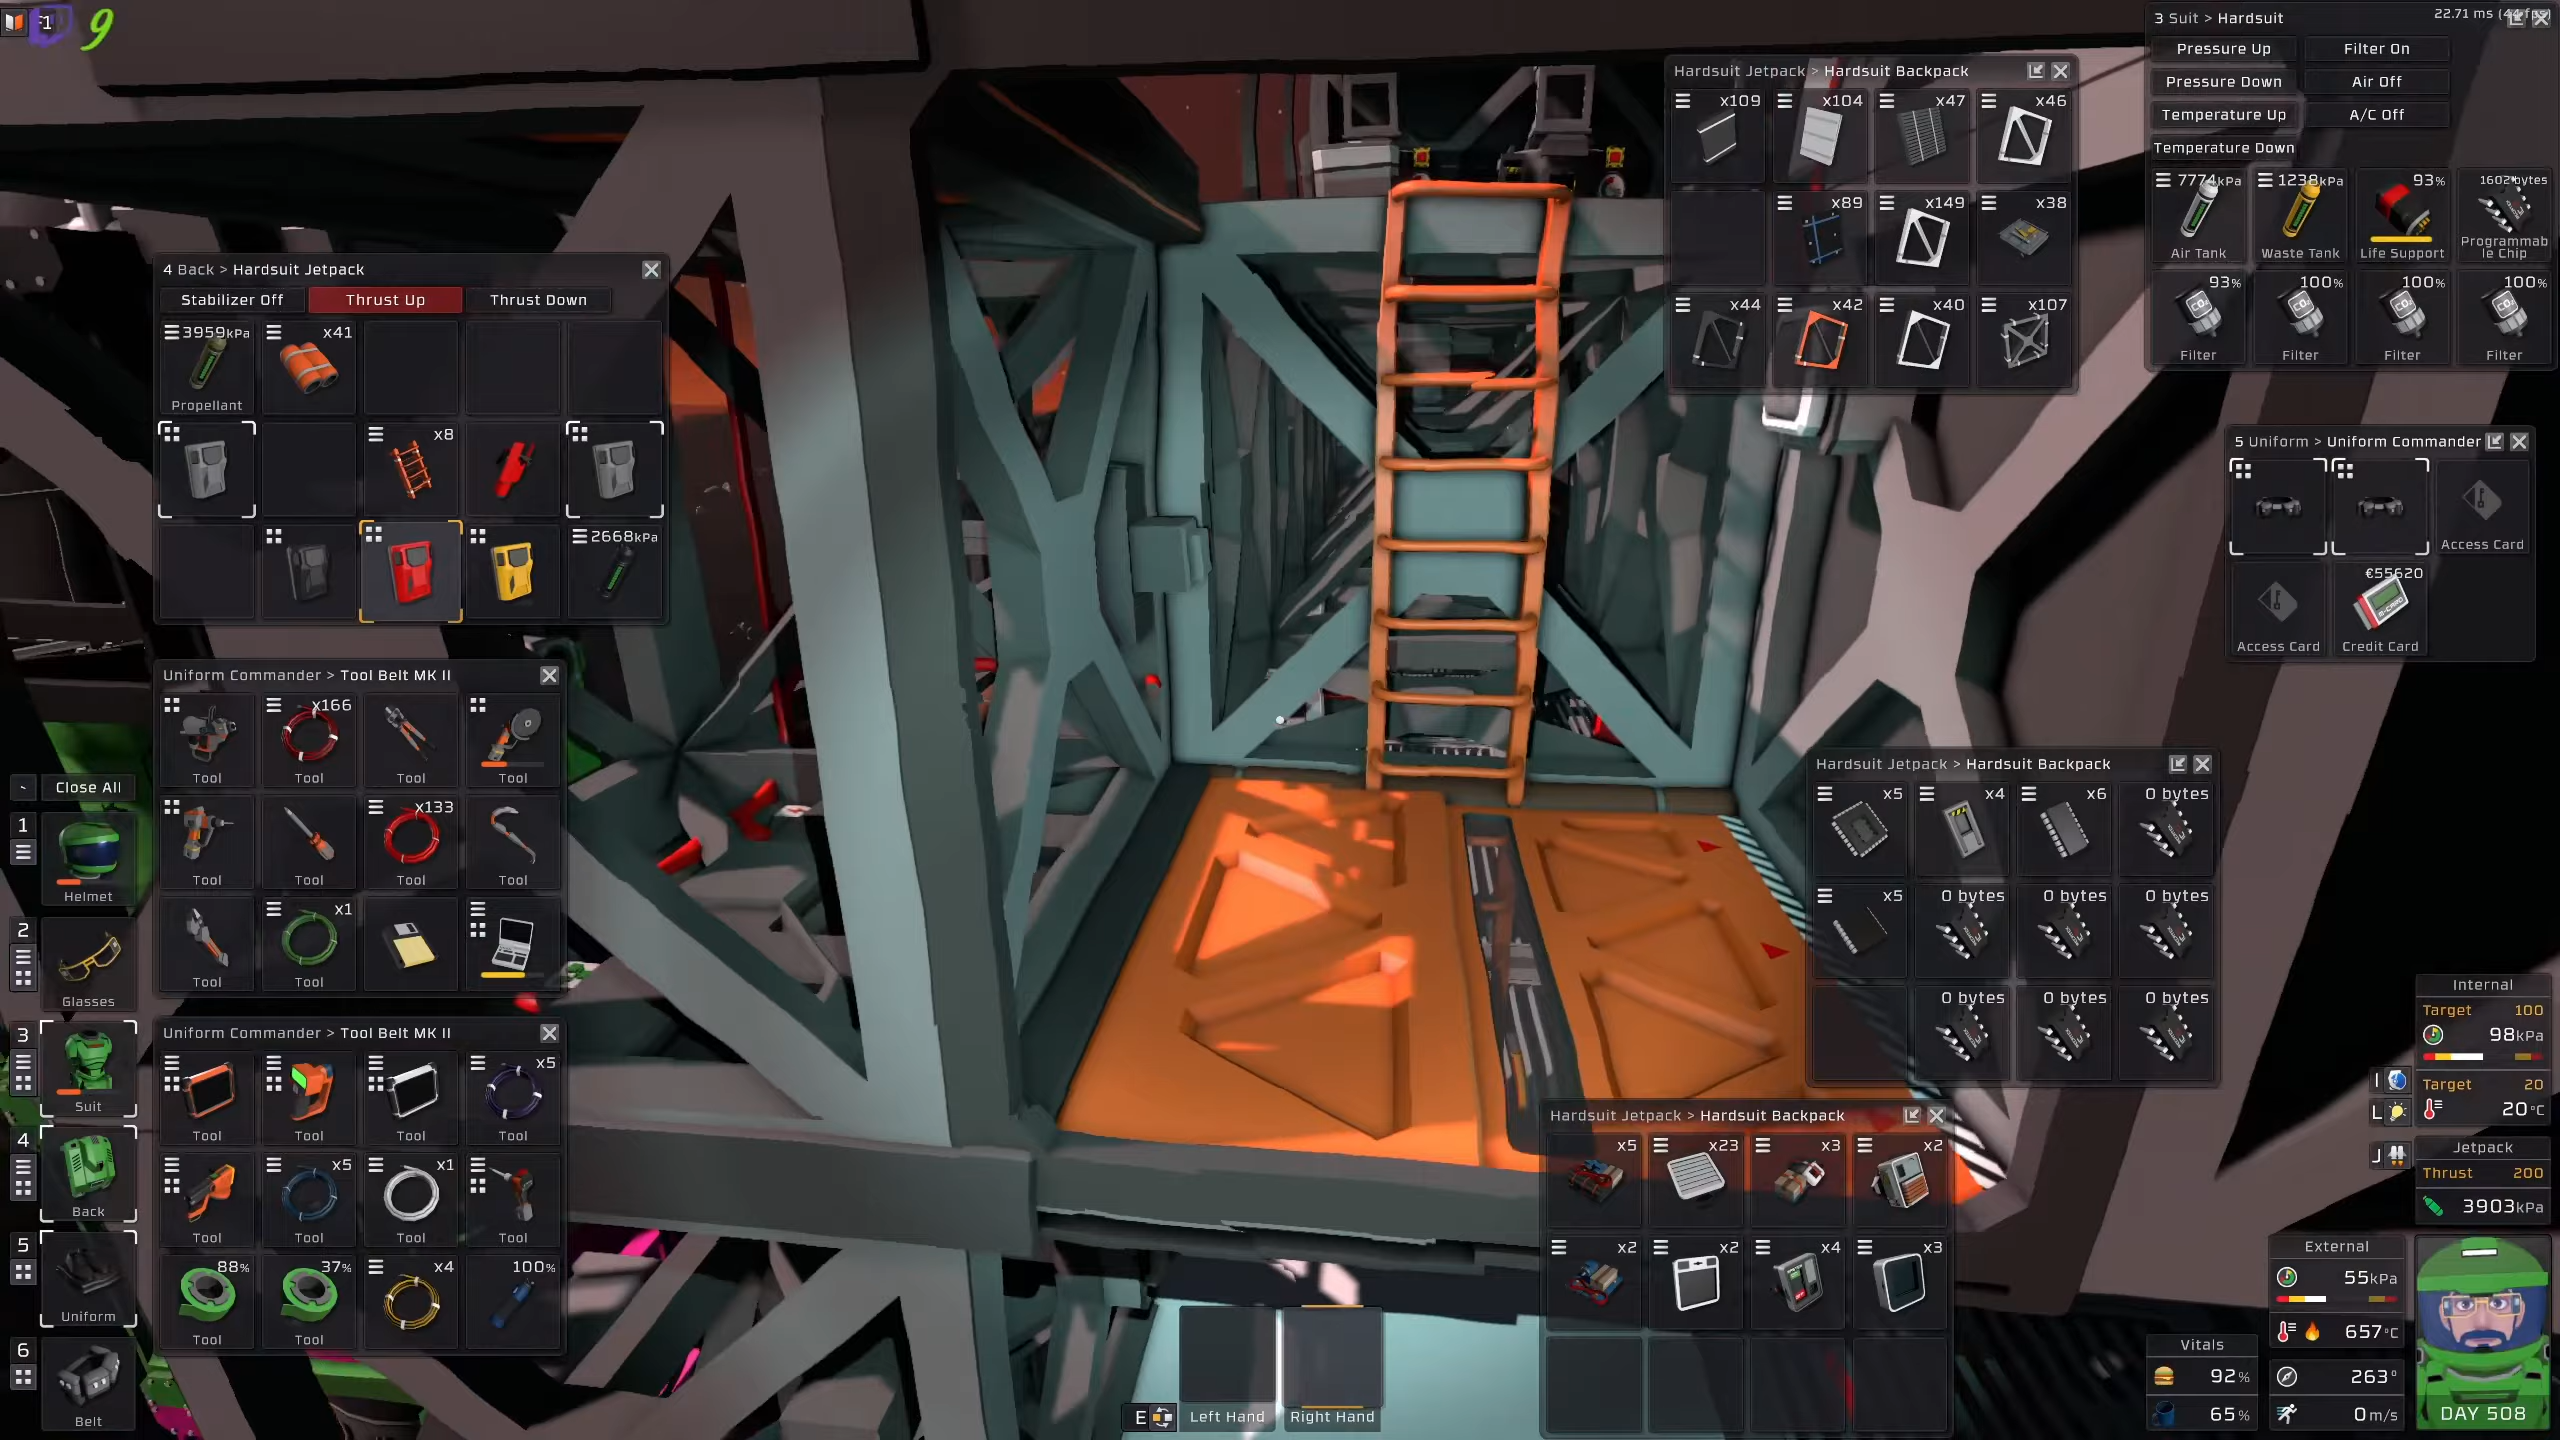 F1
9
22.71 ms
3 Suit > Hardsuit
Pressure Up
Filter On
Pressure Down
Air Off
Temperature Up
A/C Off
Temperature Down
7774kPa
Air Tank
1238kPa
Waste Tank
93%
Life Support
1602 bytes
Programmable Chip
93%
Filter
100%
Filter
100%
Filter
100%
Filter
Hardsuit Jetpack > Hardsuit Backpack
x109
x104
x47
x46
x89
x149
x38
x44
x42
x40
x107
4 Back > Hardsuit Jetpack
Stabilizer Off
Thrust Up
Thrust Down
3959kPa
Propellant
x41
x8
2668kPa
5 Uniform > Uniform Commander
Access Card
Access Card
€55620
Credit Card
Uniform Commander > Tool Belt MK II
Tool
x166
Tool
Tool
Tool
Tool
Tool
x133
Tool
Tool
Tool
x1
Tool
Hardsuit Jetpack > Hardsuit Backpack
x5
x4
x6
0 bytes
x5
0 bytes
0 bytes
0 bytes
0 bytes
0 bytes
0 bytes
~ Close All
1
Helmet
2
Glasses
3
Suit
4
Back
5
Uniform
6
Belt
Uniform Commander > Tool Belt MK II
Tool
Tool
Tool
x5
Tool
Tool
x5
Tool
x1
Tool
Tool
88%
Tool
37%
Tool
x4
100%
Hardsuit Jetpack > Hardsuit Backpack
x5
x23
x3
x2
x2
x2
x4
x3
E
Left Hand
Right Hand
Internal
Target 100
98kPa
Target 20
20°C
I
L
J
Jetpack
Thrust 200
3903kPa
External
55kPa
657°C
263°
0m/s
Vitals
92%
65%
DAY 508